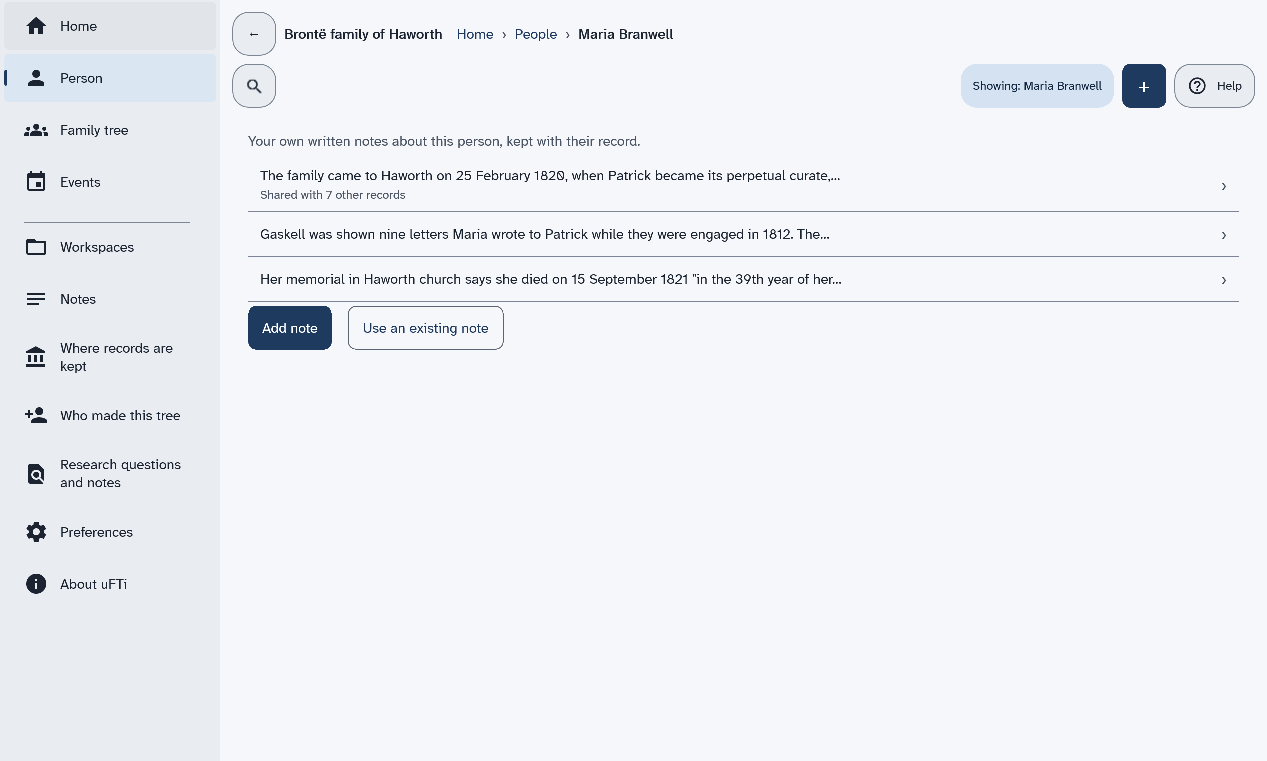 Home
Person
Family tree
Events
Workspaces
Notes
Where records are
kept
Who made this tree
Research questions
and notes
Preferences
About uFTi
← Brontë family of Haworth Home › People › Maria Branwell
Showing: Maria Branwell + Help
Your own written notes about this person, kept with their record.
The family came to Haworth on 25 February 1820, when Patrick became its perpetual curate,...
Shared with 7 other records
›
Gaskell was shown nine letters Maria wrote to Patrick while they were engaged in 1812. The... ›
Her memorial in Haworth church says she died on 15 September 1821 "in the 39th year of her... ›
Add note Use an existing note